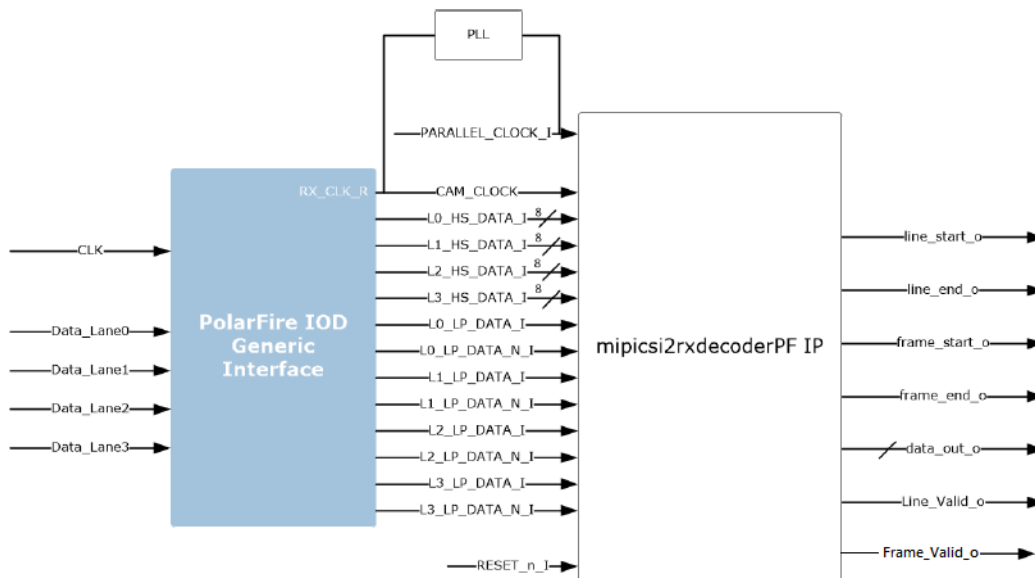 PLL
PARALLEL_CLOCK_I
RX_CLK_R
CAM_CLOCK
L0_HS_DATA_I
8
L1_HS_DATA_I
8
L2_HS_DATA_I
8
L3_HS_DATA_I
8
L0_LP_DATA_I
L0_LP_DATA_N_I
L1_LP_DATA_I
L1_LP_DATA_N_I
L2_LP_DATA_I
L2_LP_DATA_N_I
L3_LP_DATA_I
L3_LP_DATA_N_I
RESET_n_I
CLK
Data_Lane0
Data_Lane1
Data_Lane2
Data_Lane3
PolarFire IOD
Generic
Interface
mipicsi2rxdecoderPF IP
line_start_o
line_end_o
frame_start_o
frame_end_o
data_out_o
Line_Valid_o
Frame_Valid_o